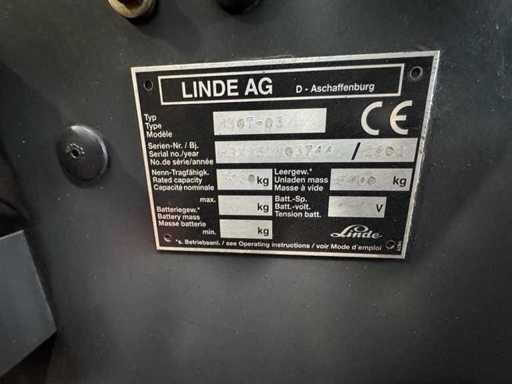 LINDE AG D - Aschaffenburg
Typ
Type
Modèle
CE
Serien-Nr. / Bj.
Serial no./year /
No.de série/année
Nenn-Tragfähigk. Leergew.*
Rated capacity kg Unladen mass kg
Capacité nominale Masse à vide
max. kg Batt.-Sp.
Batteriegew.* Batt.-volt. V
Battery mass Tension batt.
Masse batterie
min. kg Linde
*s. Betriebsanl. / see Operating instructions / voir Mode d'emploi